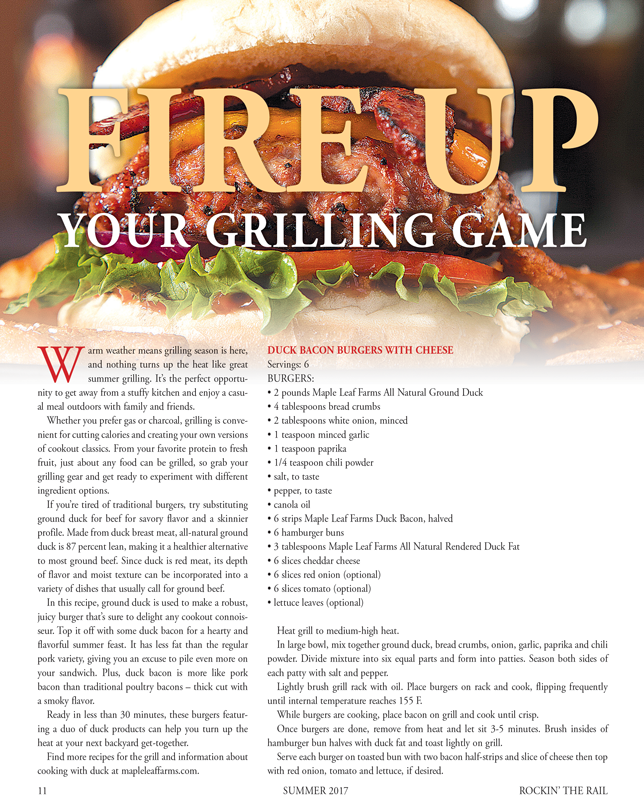 FIRE UP
YOUR GRILLING GAME
Warm weather means grilling season is here,
and nothing turns up the heat like great
summer grilling. It's the perfect opportu-
nity to get away from a stuffy kitchen and enjoy a casu-
al meal outdoors with family and friends.
Whether you prefer gas or charcoal, grilling is conve-
nient for cutting calories and creating your own versions
of cookout classics. From your favorite protein to fresh
fruit, just about any food can be grilled, so grab your
grilling gear and get ready to experiment with different
ingredient options.
If you're tired of traditional burgers, try substituting
ground duck for beef for savory flavor and a skinnier
profile. Made from duck breast meat, all-natural ground
duck is 87 percent lean, making it a healthier alternative
to most ground beef. Since duck is red meat, its depth
of flavor and moist texture can be incorporated into a
variety of dishes that usually call for ground beef.
In this recipe, ground duck is used to make a robust,
juicy burger that's sure to delight any cookout connois-
seur. Top it off with some duck bacon for a hearty and
flavorful summer feast. It has less fat than the regular
pork variety, giving you an excuse to pile even more on
your sandwich. Plus, duck bacon is more like pork
bacon than traditional poultry bacons – thick cut with
a smoky flavor.
Ready in less than 30 minutes, these burgers featur-
ing a duo of duck products can help you turn up the
heat at your next backyard get-together.
Find more recipes for the grill and information about
cooking with duck at mapleleaffarms.com.
DUCK BACON BURGERS WITH CHEESE
Servings: 6
BURGERS:
• 2 pounds Maple Leaf Farms All Natural Ground Duck
• 4 tablespoons bread crumbs
• 2 tablespoons white onion, minced
• 1 teaspoon minced garlic
• 1 teaspoon paprika
• 1/4 teaspoon chili powder
• salt, to taste
• pepper, to taste
• canola oil
• 6 strips Maple Leaf Farms Duck Bacon, halved
• 6 hamburger buns
• 3 tablespoons Maple Leaf Farms All Natural Rendered Duck Fat
• 6 slices cheddar cheese
• 6 slices red onion (optional)
• 6 slices tomato (optional)
• lettuce leaves (optional)
Heat grill to medium-high heat.
In large bowl, mix together ground duck, bread crumbs, onion, garlic, paprika and chili
powder. Divide mixture into six equal parts and form into patties. Season both sides of
each patty with salt and pepper.
Lightly brush grill rack with oil. Place burgers on rack and cook, flipping frequently
until internal temperature reaches 155 F.
While burgers are cooking, place bacon on grill and cook until crisp.
Once burgers are done, remove from heat and let sit 3-5 minutes. Brush insides of
hamburger bun halves with duck fat and toast lightly on grill.
Serve each burger on toasted bun with two bacon half-strips and slice of cheese then top
with red onion, tomato and lettuce, if desired.
11 SUMMER 2017 ROCKIN' THE RAIL